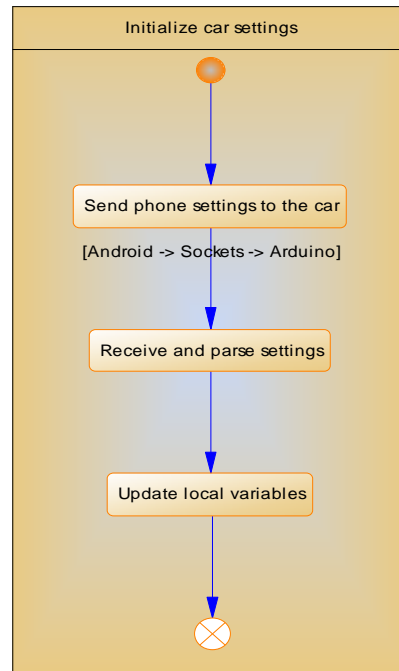 Initialize car settings
Send phone settings to the car
[Android -> Sockets -> Arduino]
Receive and parse settings
Update local variables